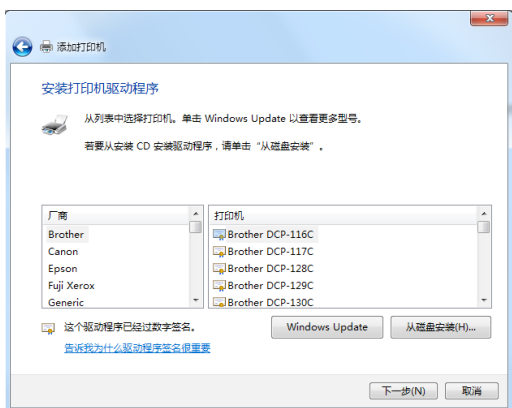 添加打印机
安装打印机驱动程序
从列表中选择打印机。单击 Windows Update 以查看更多型号。
若要从安装 CD 安装驱动程序，请单击“从磁盘安装”。
厂商
Brother
Canon
Epson
Fuji Xerox
Generic
打印机
Brother DCP-116C
Brother DCP-117C
Brother DCP-128C
Brother DCP-129C
Brother DCP-130C
这个驱动程序已经过数字签名。
告诉我为什么驱动程序签名很重要
Windows Update
从磁盘安装(H)...
下一步(N)
取消